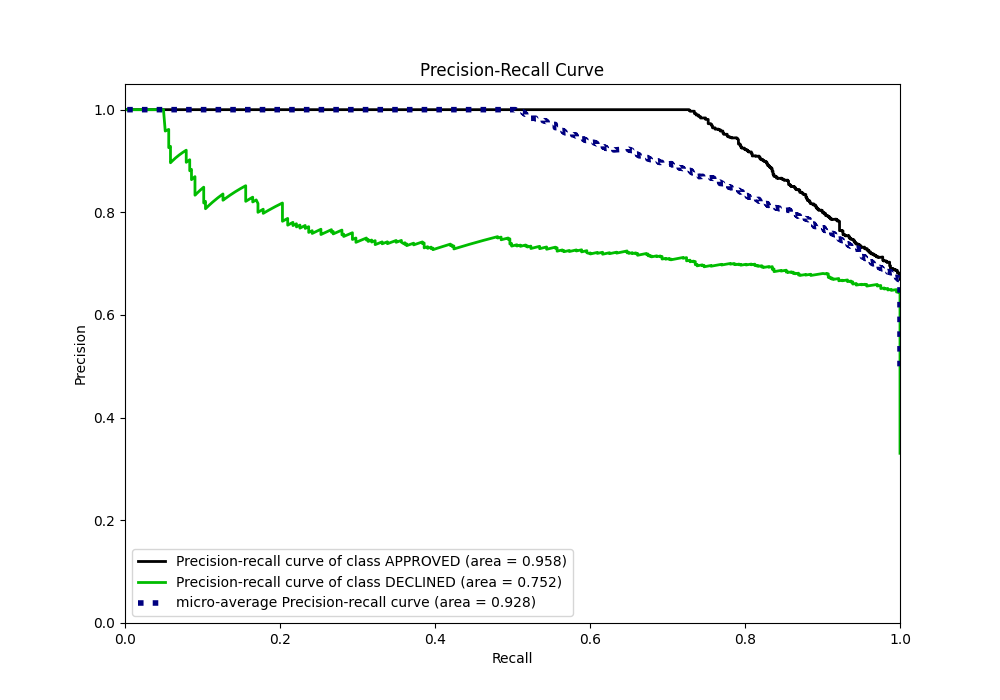 Precision-Recall Curve
1.0
0.8
0.6
0.4
0.2
0.0
Precision
Precision-recall curve of class APPROVED (area = 0.958)
Precision-recall curve of class DECLINED (area = 0.752)
micro-average Precision-recall curve (area = 0.928)
0.0 0.2 0.4 0.6 0.8 1.0
Recall